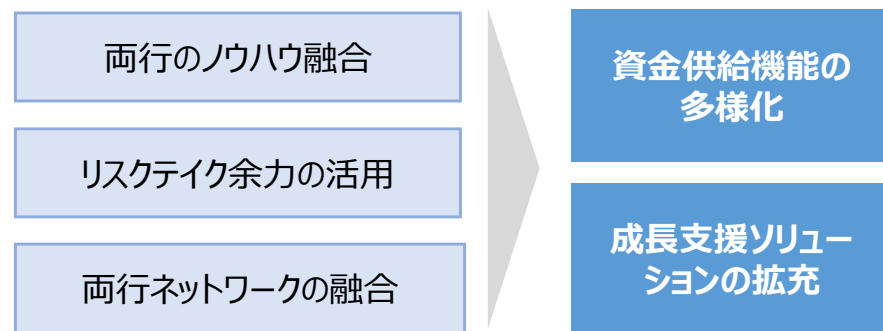 両行のノウハウ融合
リスクテイク余力の活用
両行ネットワークの融合
資金供給機能の
多様化
成長支援ソリュー
ションの拡充